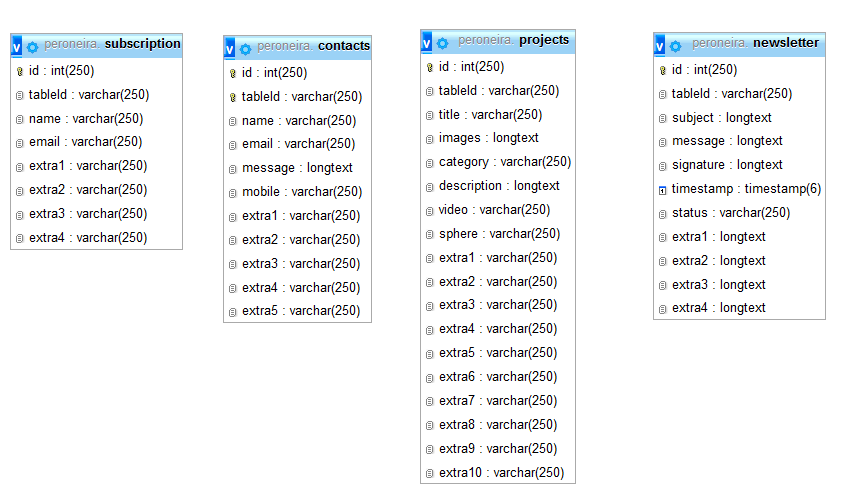 v peroneira. subscription
id : int(250)
tableId : varchar(250)
name : varchar(250)
email : varchar(250)
extra1 : varchar(250)
extra2 : varchar(250)
extra3 : varchar(250)
extra4 : varchar(250)
v peroneira. contacts
id : int(250)
tableId : varchar(250)
name : varchar(250)
email : varchar(250)
message : longtext
mobile : varchar(250)
extra1 : varchar(250)
extra2 : varchar(250)
extra3 : varchar(250)
extra4 : varchar(250)
extra5 : varchar(250)
v peroneira. projects
id : int(250)
tableId : varchar(250)
title : varchar(250)
images : longtext
category : varchar(250)
description : longtext
video : varchar(250)
sphere : varchar(250)
extra1 : varchar(250)
extra2 : varchar(250)
extra3 : varchar(250)
extra4 : varchar(250)
extra5 : varchar(250)
extra6 : varchar(250)
extra7 : varchar(250)
extra8 : varchar(250)
extra9 : varchar(250)
extra10 : varchar(250)
v peroneira. newsletter
id : int(250)
tableId : varchar(250)
subject : longtext
message : longtext
signature : longtext
timestamp : timestamp(6)
status : varchar(250)
extra1 : longtext
extra2 : longtext
extra3 : longtext
extra4 : longtext